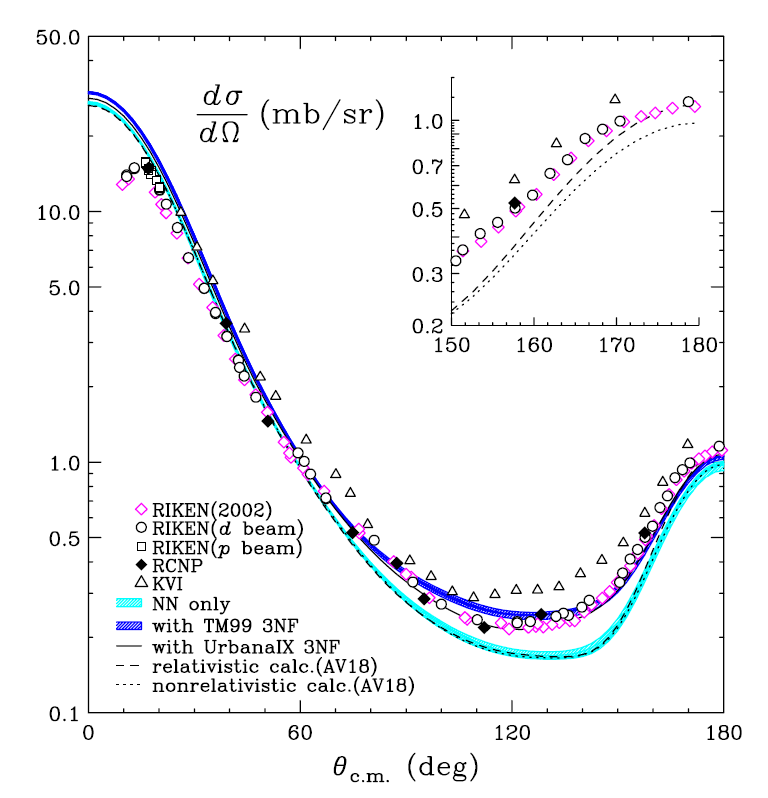 50.0
10.0
5.0
1.0
0.5
0.1
dσ
dΩ (mb/sr)
1.0
0.7
0.5
0.3
0.2
150 160 170 180
RIKEN(2002)
RIKEN(d beam)
RIKEN(p beam)
RCNP
KVI
NN only
with TM99 3NF
with UrbanaIX 3NF
relativistic calc.(AV18)
nonrelativistic calc.(AV18)
0 60 120 180
θc.m. (deg)